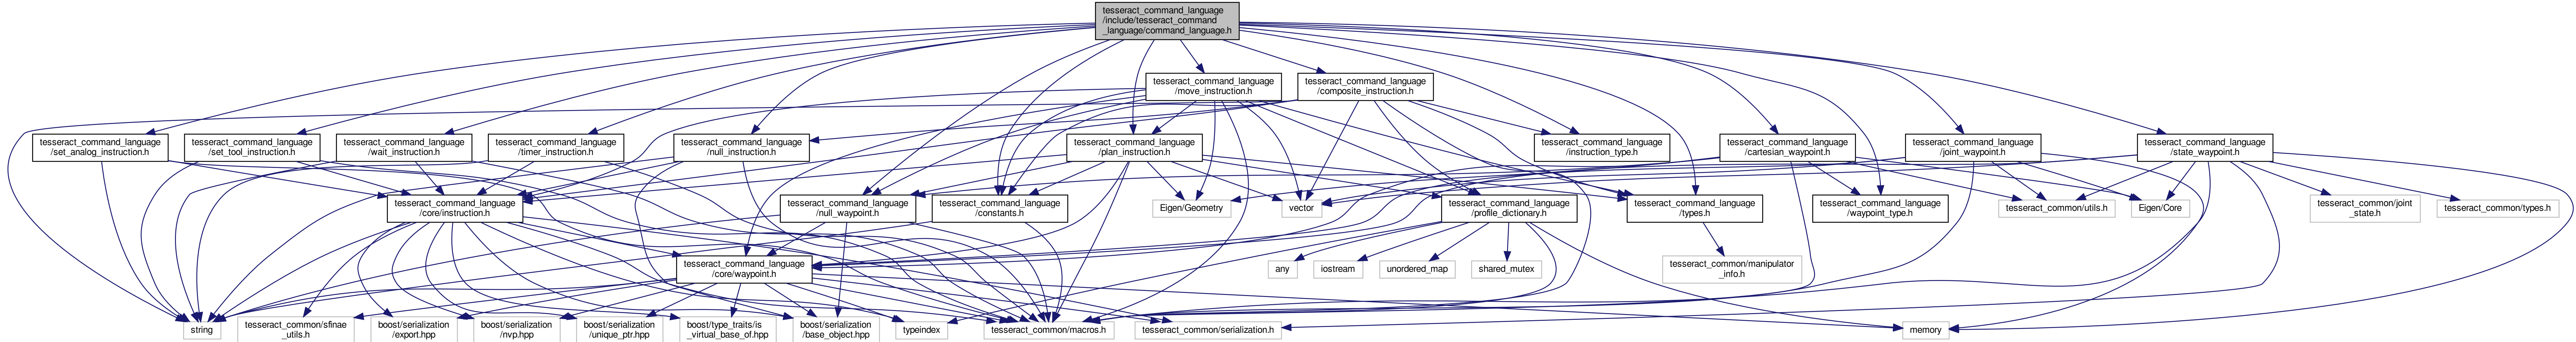 tesseract_command_language
/include/tesseract_command
_language/command_language.h
tesseract_command_language
/move_instruction.h
tesseract_command_language
/composite_instruction.h
tesseract_command_language
/set_analog_instruction.h
tesseract_command_language
/set_tool_instruction.h
tesseract_command_language
/wait_instruction.h
tesseract_command_language
/timer_instruction.h
tesseract_command_language
/null_instruction.h
tesseract_command_language
/plan_instruction.h
tesseract_command_language
/instruction_type.h
tesseract_command_language
/cartesian_waypoint.h
tesseract_command_language
/joint_waypoint.h
tesseract_command_language
/state_waypoint.h
tesseract_command_language
/core/instruction.h
tesseract_command_language
/null_waypoint.h
tesseract_command_language
/constants.h
Eigen/Geometry
vector
tesseract_command_language
/profile_dictionary.h
tesseract_command_language
/types.h
tesseract_command_language
/waypoint_type.h
tesseract_common/utils.h
Eigen/Core
tesseract_common/joint
_state.h
tesseract_common/types.h
tesseract_command_language
/core/waypoint.h
any
iostream
unordered_map
shared_mutex
tesseract_common/manipulator
_info.h
string
tesseract_common/sfinae
_utils.h
boost/serialization
/export.hpp
boost/serialization
/nvp.hpp
boost/serialization
/unique_ptr.hpp
boost/type_traits/is
_virtual_base_of.hpp
boost/serialization
/base_object.hpp
typeindex
tesseract_common/macros.h
tesseract_common/serialization.h
memory